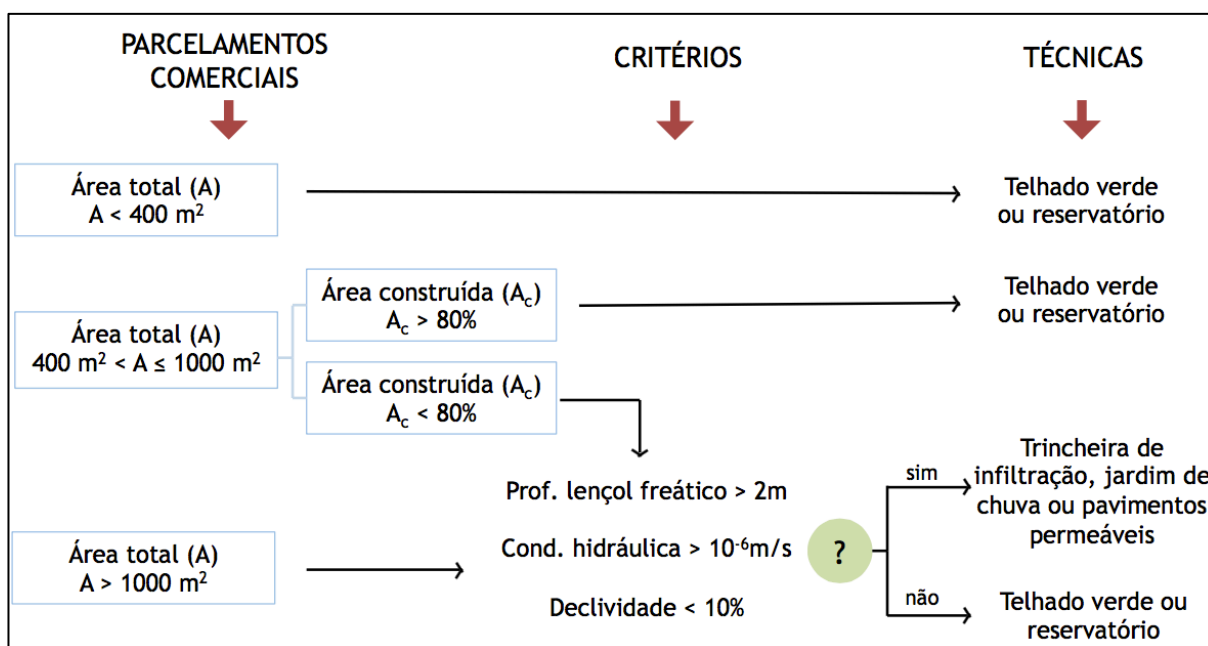 PARCELAMENTOS
COMERCIAIS
CRITÉRIOS
TÉCNICAS
Área total (A)
A < 400 m²
Telhado verde
ou reservatório
Área total (A)
400 m² < A ≤ 1000 m²
Área construída (Ac)
Ac > 80%
Telhado verde
ou reservatório
Área construída (Ac)
Ac < 80%
Prof. lençol freático > 2m
Cond. hidráulica > 10⁻⁶m/s
Declividade < 10%
Área total (A)
A > 1000 m²
?
sim
Trincheira de
infiltração, jardim de
chuva ou pavimentos
permeáveis
não
Telhado verde ou
reservatório